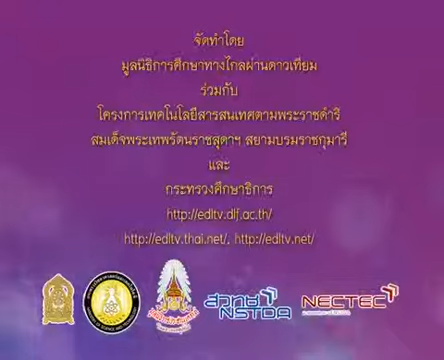 จัดทำโดย
มูลนิธิการศึกษาทางไกลผ่านดาวเทียม
ร่วมกับ
โครงการเทคโนโลยีสารสนเทศตามพระราชดำริ
สมเด็จพระเทพรัตนราชสุดาฯ สยามบรมราชกุมารี
และ
กระทรวงศึกษาธิการ
http://edltv.dlf.ac.th/
http://edltv.thai.net/, http://edltv.net/
สวทช
NSTDA
NECTEC